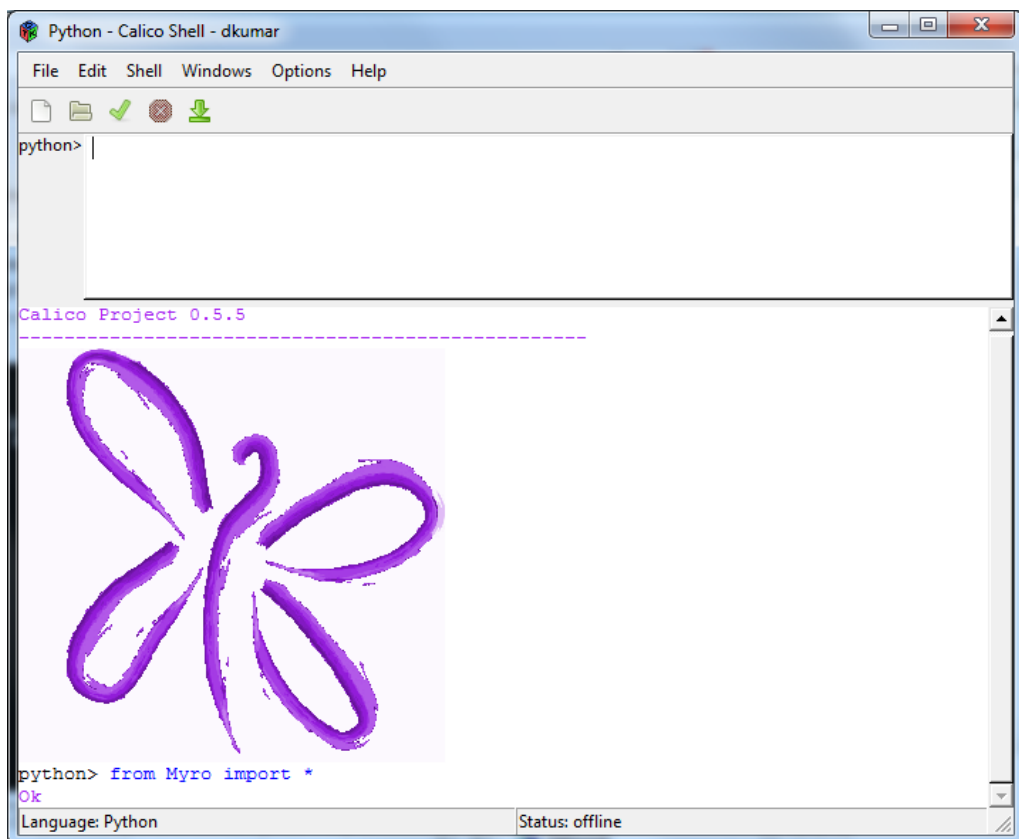 Python - Calico Shell - dkumar
File Edit Shell Windows Options Help
python>
Calico Project 0.5.5
--------------------------------------------------
python> from Myro import *
Ok
Language: Python Status: offline